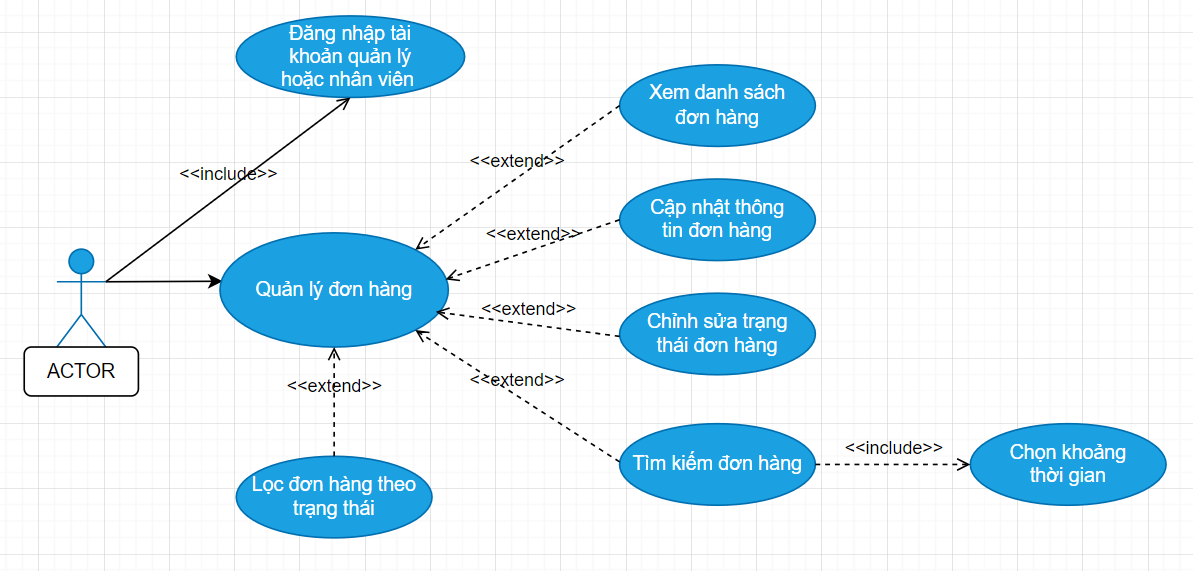 Đăng nhập tài
khoản quản lý
hoặc nhân viên
Xem danh sách
đơn hàng
<<extend>>
<<include>>
Cập nhật thông
tin đơn hàng
<<extend>>
Quản lý đơn hàng
<<extend>>
Chỉnh sửa trạng
thái đơn hàng
ACTOR
<<extend>>
<<extend>>
Tìm kiếm đơn hàng
<<include>>
Chọn khoảng
thời gian
Lọc đơn hàng theo
trạng thái